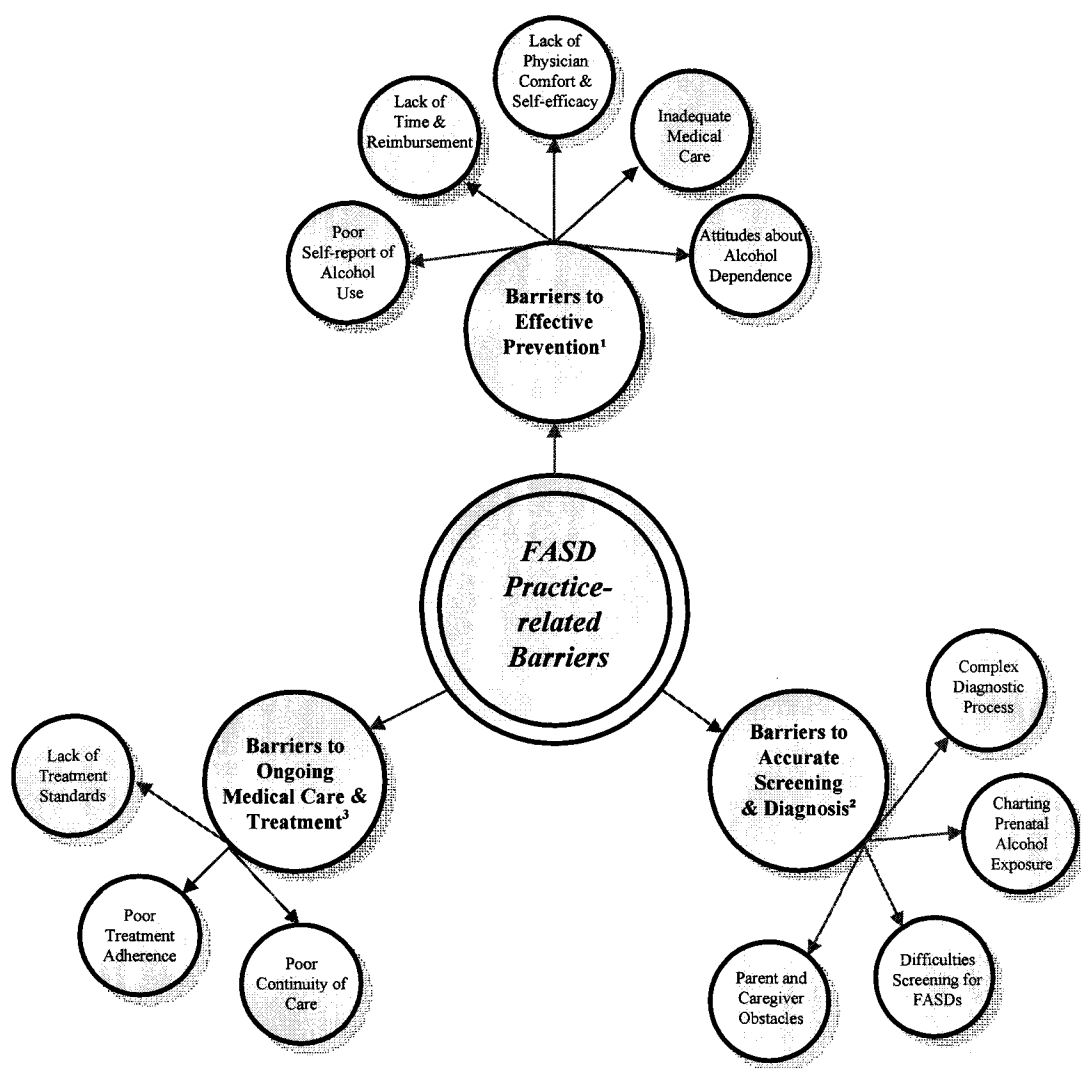 Lack of
Physician
Comfort &
Self-efficacy
Lack of
Time &
Reimbursement
Inadequate
Medical
Care
Poor
Self-report of
Alcohol
Use
Attitudes about
Alcohol
Dependence
Barriers to
Effective
Prevention¹
FASD
Practice-
related
Barriers
Barriers to
Ongoing
Medical Care &
Treatment³
Lack of
Treatment
Standards
Poor
Treatment
Adherence
Poor
Continuity of
Care
Barriers to
Accurate
Screening
& Diagnosis²
Complex
Diagnostic
Process
Charting
Prenatal
Alcohol
Exposure
Difficulties
Screening for
FASDs
Parent and
Caregiver
Obstacles